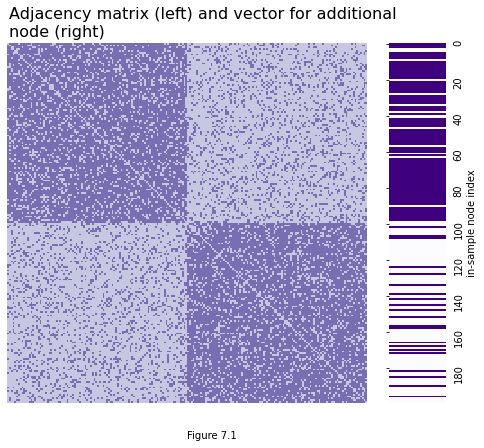 Adjacency matrix (left) and vector for additional
node (right)
0
20
40
60
80
100
120
140
160
180
in-sample node index
Figure 7.1